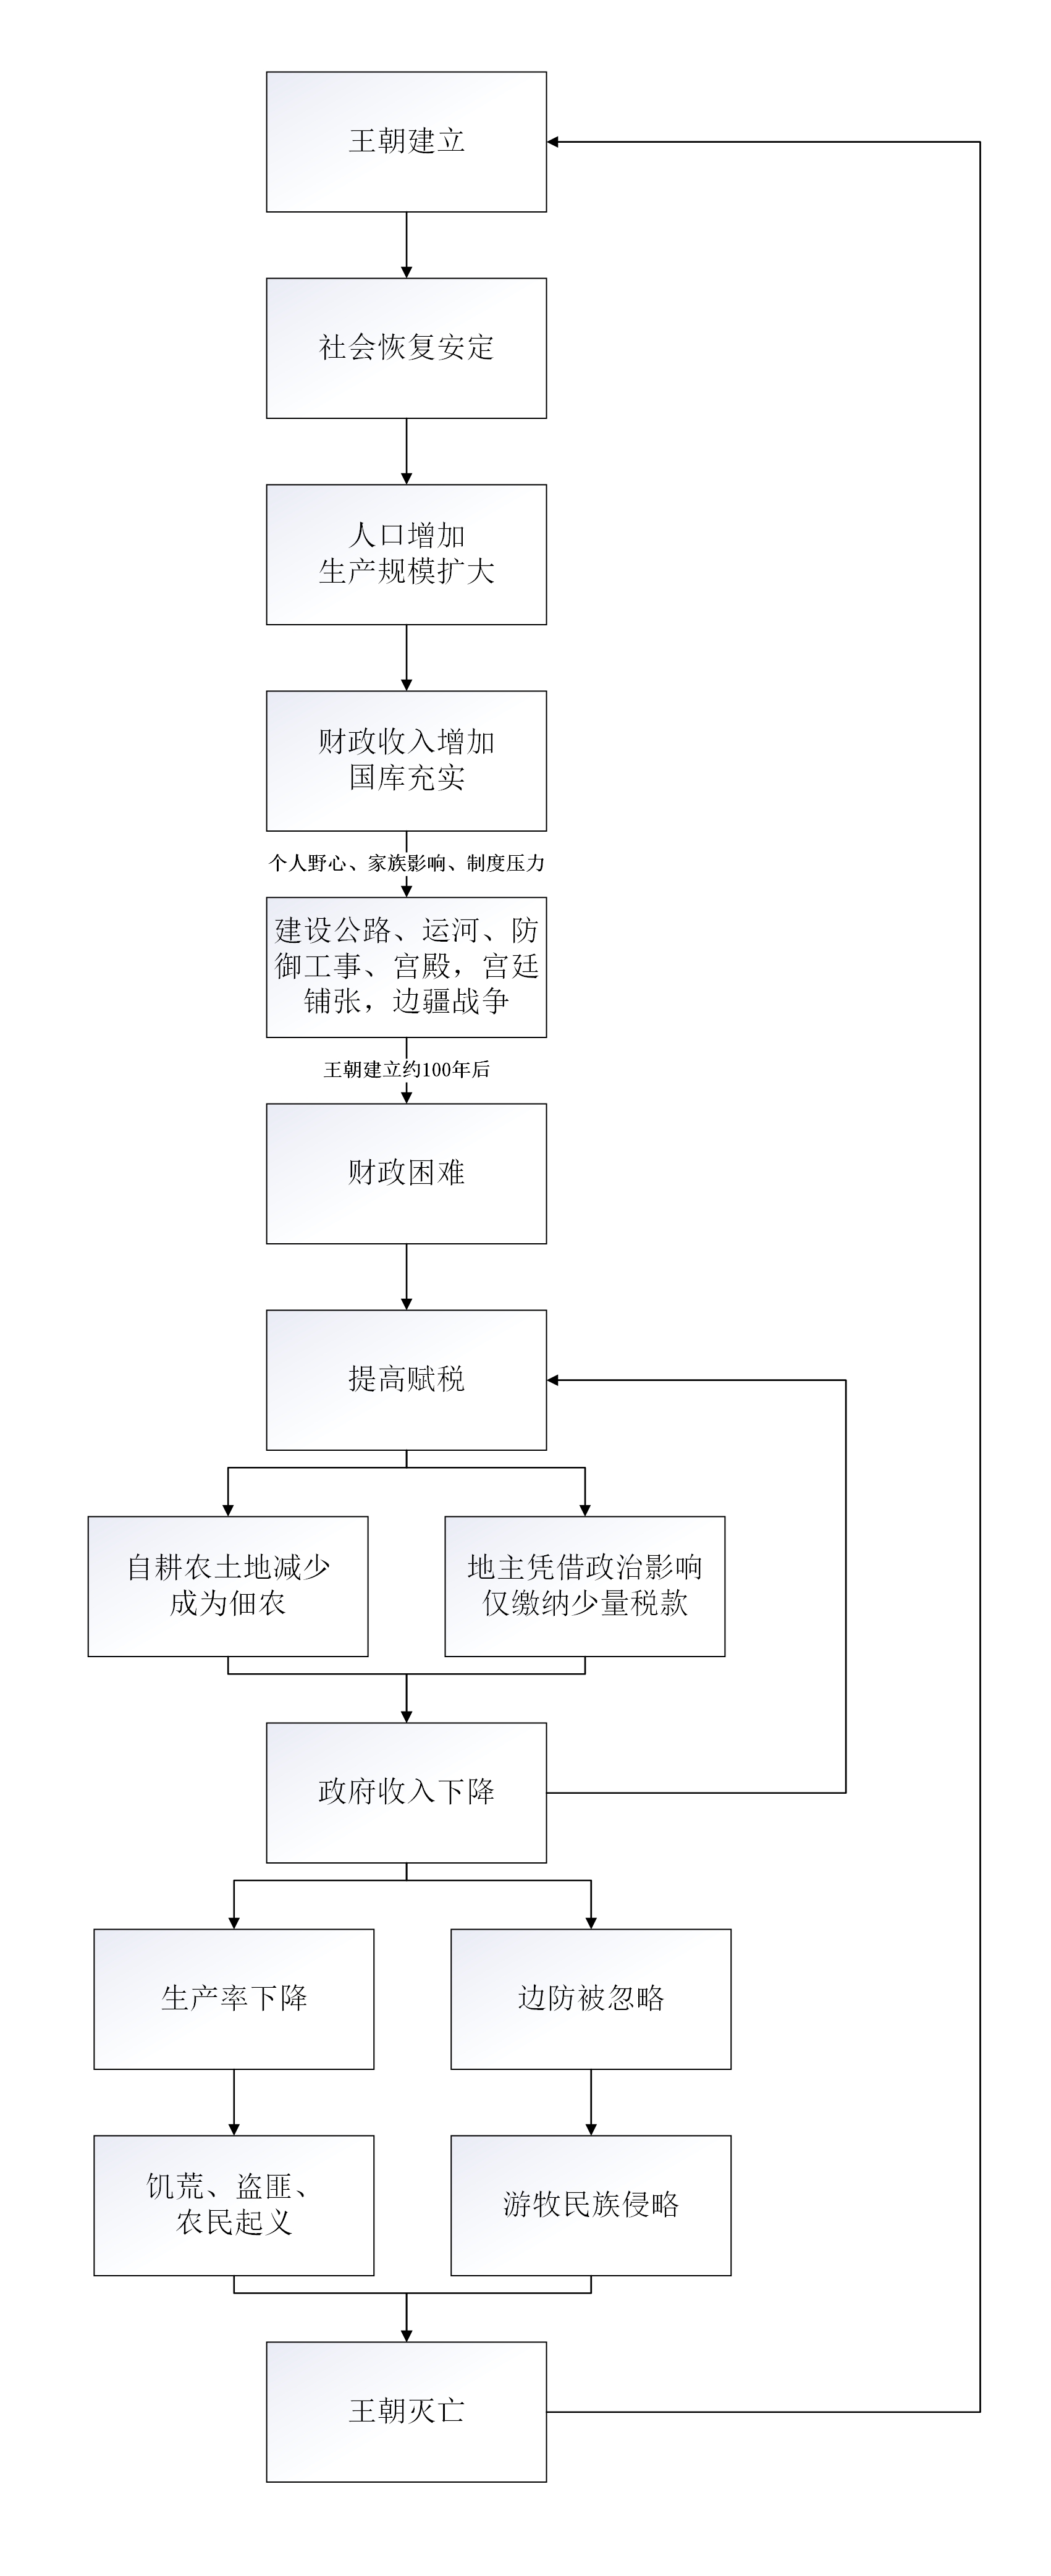 王朝建立
社会恢复安定
人口增加
生产规模扩大
财政收入增加
国库充实
个人野心、家族影响、制度压力
建设公路、运河、防
御工事、宫殿，宫廷
铺张，边疆战争
王朝建立约100年后
财政困难
提高赋税
自耕农土地减少
成为佃农
地主凭借政治影响
仅缴纳少量税款
政府收入下降
生产率下降
边防被忽略
饥荒、盗匪、
农民起义
游牧民族侵略
王朝灭亡